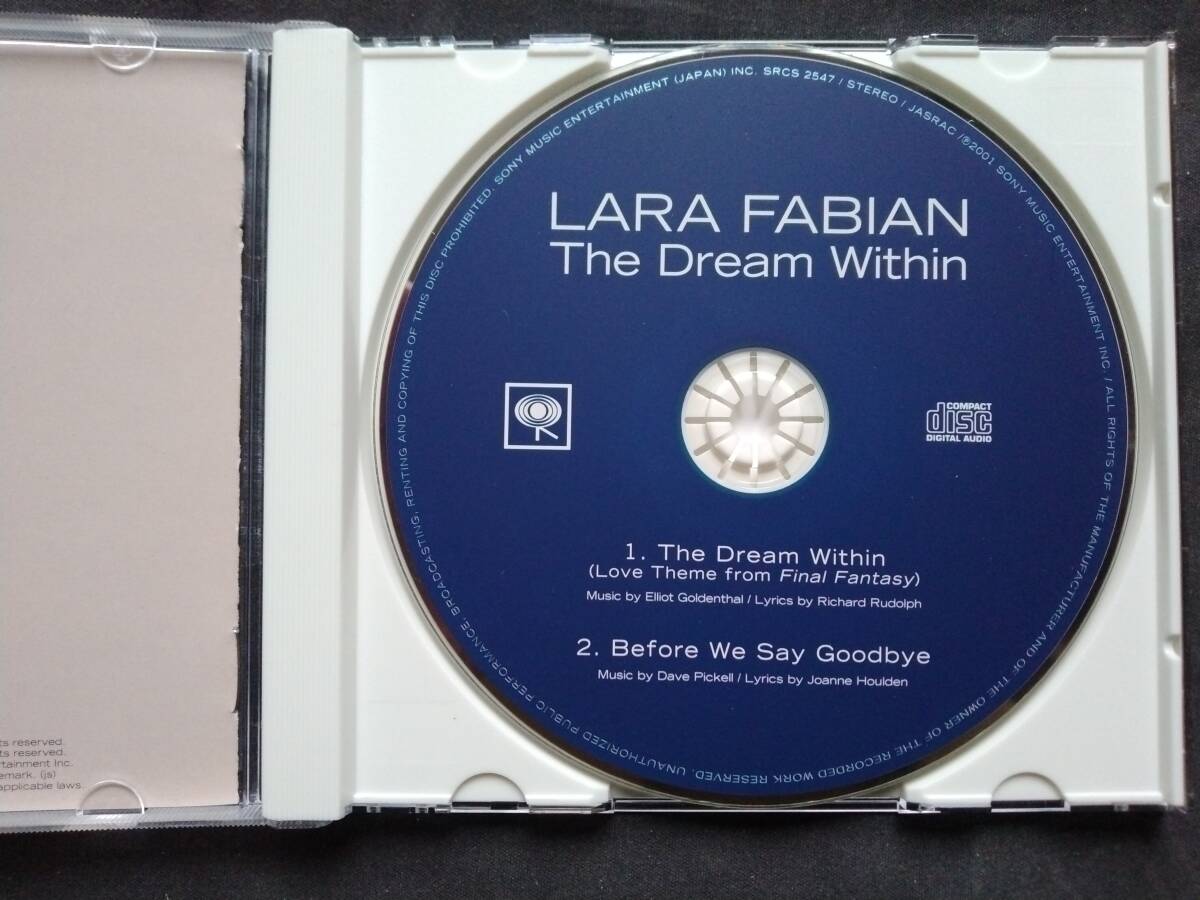 LARA FABIAN
The Dream Within
COMPACT
disc
DIGITAL AUDIO
1. The Dream Within
(Love Theme from Final Fantasy)
Music by Elliot Goldenthal / Lyrics by Richard Rudolph
2. Before We Say Goodbye
Music by Dave Pickell / Lyrics by Joanne Houlden
SONY MUSIC ENTERTAINMENT (JAPAN) INC. SRCS 2547 / STEREO / JASRAC /℗2001 SONY MUSIC ENTERTAINMENT INC. / ALL RIGHTS OF THE MANUFACTURER AND OF THE OWNER OF THE RECORDED WORK RESERVED. UNAUTHORIZED PUBLIC PERFORMANCE, BROADCASTING, RENTING AND COPYING OF THIS DISC PROHIBITED.
ts reserved.
ts reserved.
rtainment Inc.
emark. (js)
applicable laws.